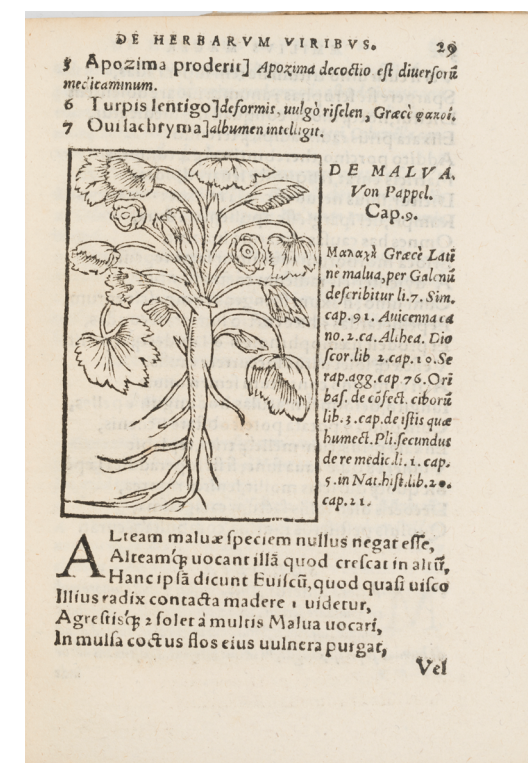 DE HERBARVM VIRIBVS. 29
5 Apozima proderit] Apozima decoctio est diuersorũ
medicaminum.
6 Turpis lentigo] deformis, uulgò riselen, Græcè φακοί.
7 Oui lachryma] albumen intelligit.
DE MALVA,
Von Pappel.
Cap.9.
Μαλαχὴ Græcè Lati
nè malua, per Galenũ
describitur li.7. Sim.
cap.91. Auicenna ca
no.2.ca. Althea. Dio
scor.lib 2.cap.10.Se
rap.agg.cap 76. Ori
bas. de cõfect. ciborũ
lib.3.cap.de istis quæ
humect. Pli.secundus
de re medic.li.1.cap.
5.in Nat.hist.lib.20.
cap.21.
ALteam maluæ speciem nullus negat esse,
Alteamq́; uocant illã quod crescat in altũ,
Hanc ipsã dicunt Euiscũ, quod quasi uisco
Illius radix contacta madere 1 uidetur,
Agrestisq́; 2 solet à multis Malua uocari,
In mulsa coctus flos eius uulnera purgat,
Vel